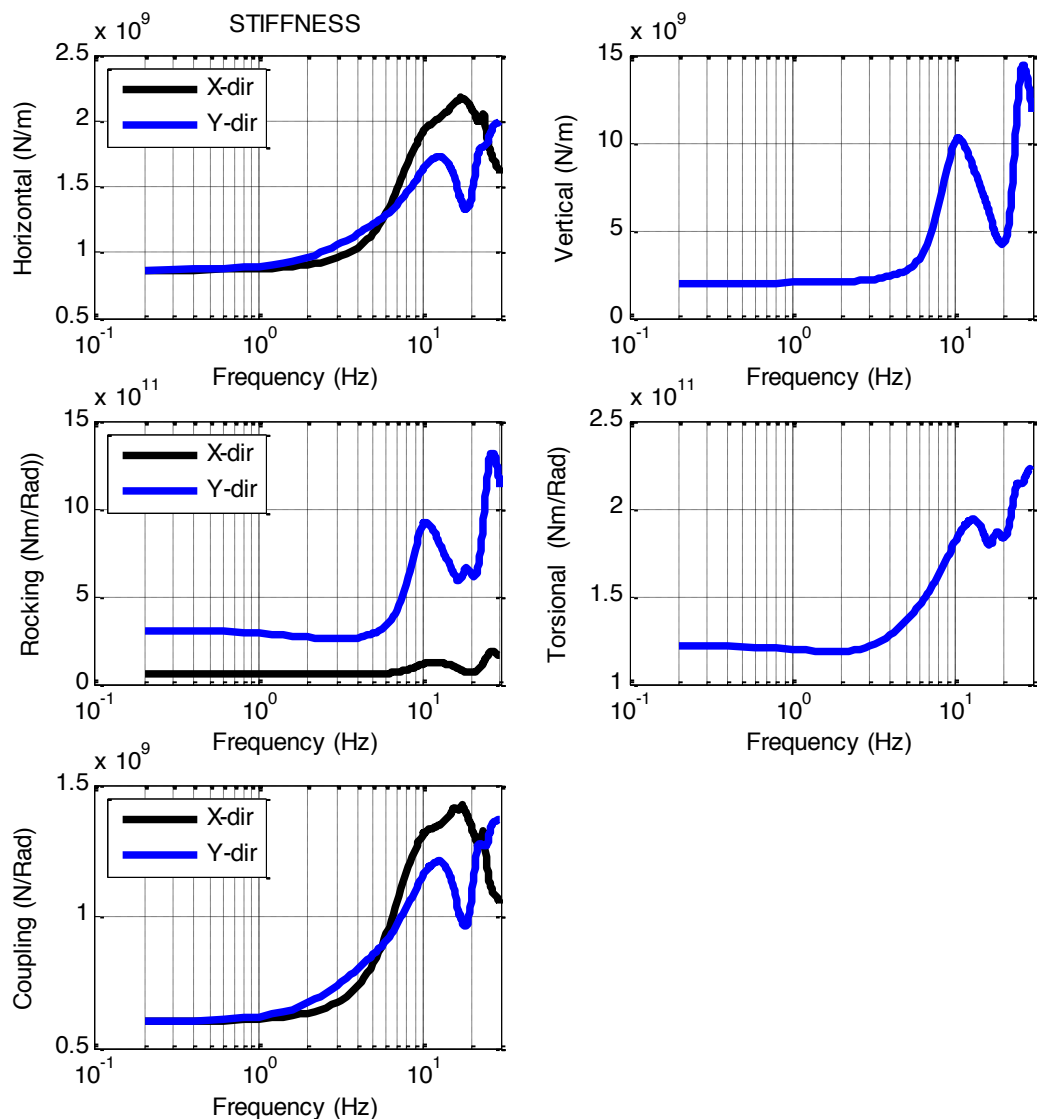 STIFFNESS
x 10^9
2.5
2
1.5
1
0.5
10^-1
10^0
10^1
Horizontal (N/m)
Frequency (Hz)
X-dir
Y-dir
x 10^9
15
10
5
0
10^-1
10^0
10^1
Vertical (N/m)
Frequency (Hz)
x 10^11
15
10
5
0
10^-1
10^0
10^1
Rocking (Nm/Rad))
Frequency (Hz)
X-dir
Y-dir
x 10^11
2.5
2
1.5
1
10^-1
10^0
10^1
Torsional (Nm/Rad)
Frequency (Hz)
x 10^9
1.5
1
0.5
10^-1
10^0
10^1
Coupling (N/Rad)
Frequency (Hz)
X-dir
Y-dir